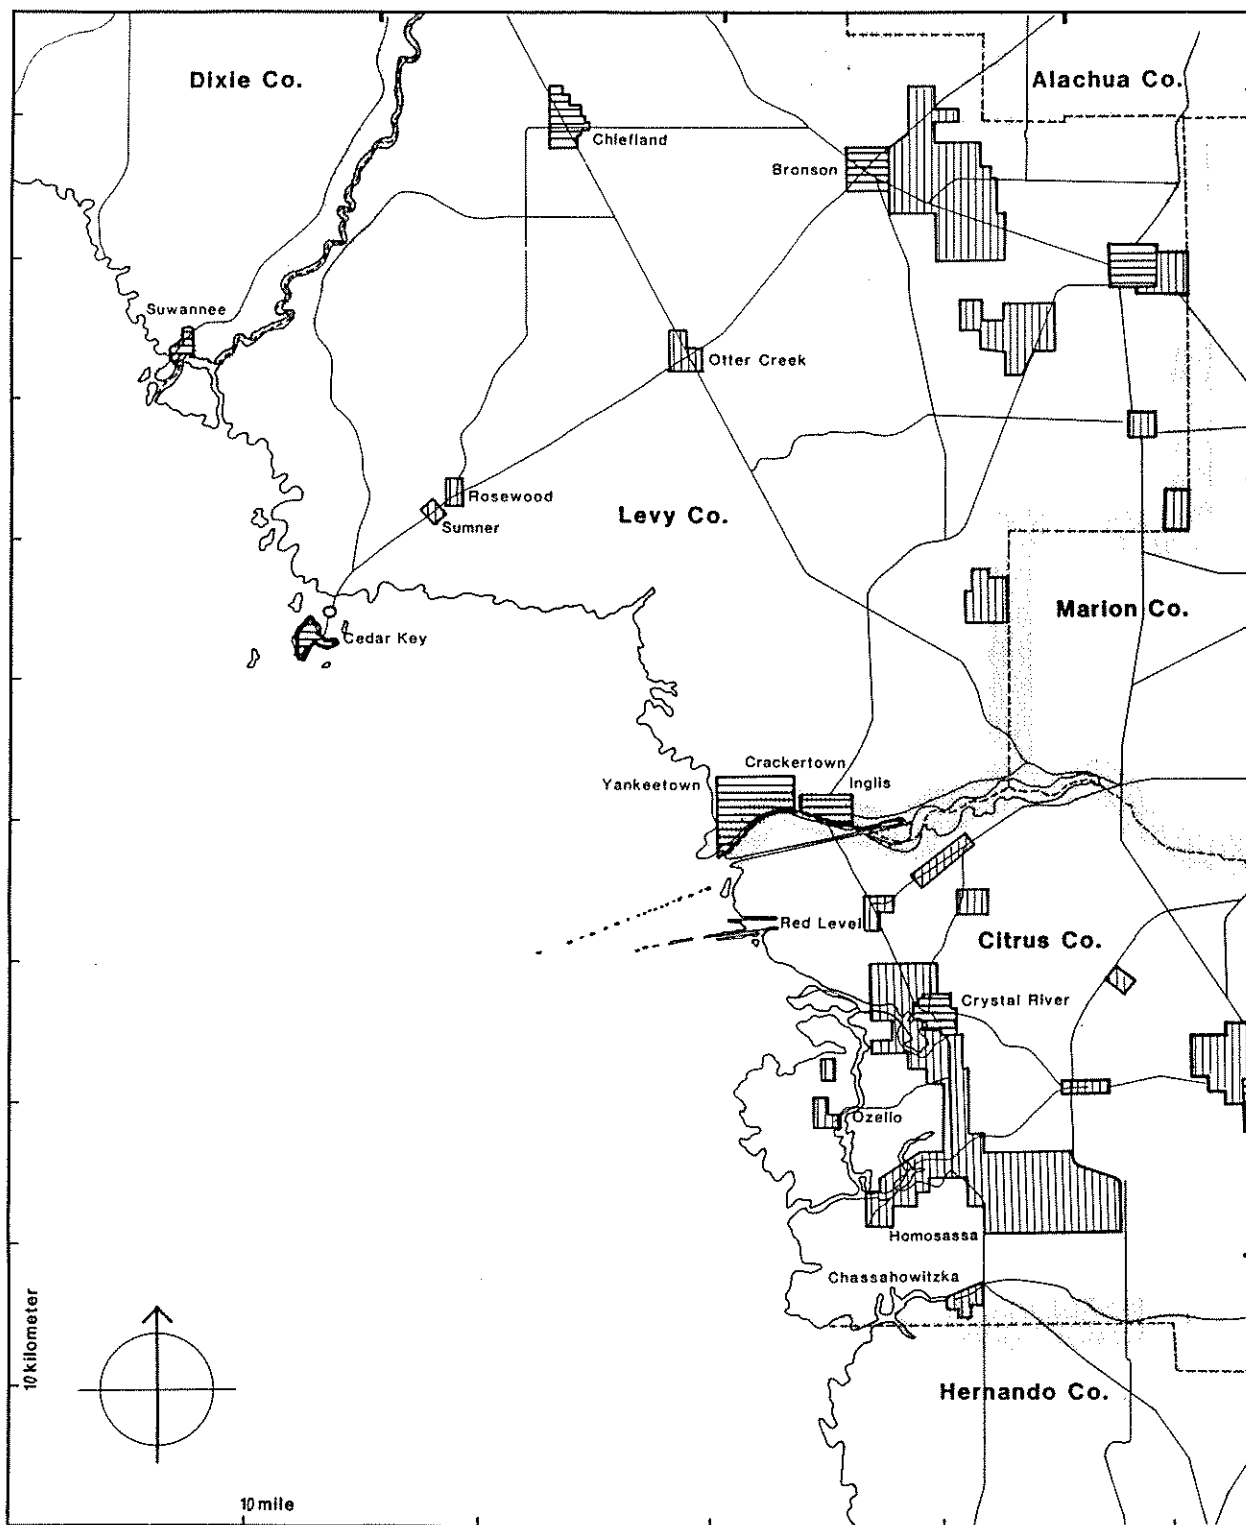 Dixie Co.
Alachua Co.
Chiefland
Bronson
Suwannee
Otter Creek
Rosewood
Sumner
Levy Co.
Marion Co.
Cedar Key
Crackertown
Yankeetown
Inglis
Red Level
Citrus Co.
Crystal River
Ozello
Homosassa
Chassahowitzka
10 kilometer
Hernando Co.
10 mile